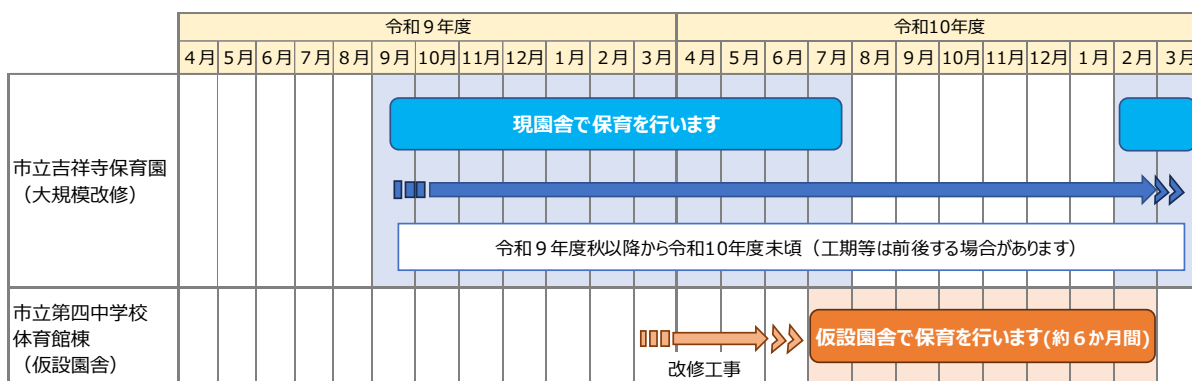 令和９年度 令和10年度
４月 5月 6月 7月 8月 9月 10月 11月 12月 1月 2月 3月 ４月 ５月 6月 7月 8月 9月 10月 11月 12月 1月 2月 3月
現園舎で保育を行います
市立吉祥寺保育園
（大規模改修）
令和９年度秋以降から令和10年度末頃（工期等は前後する場合があります）
市立第四中学校
体育館棟
（仮設園舎）
仮設園舎で保育を行います(約６か月間)
改修工事